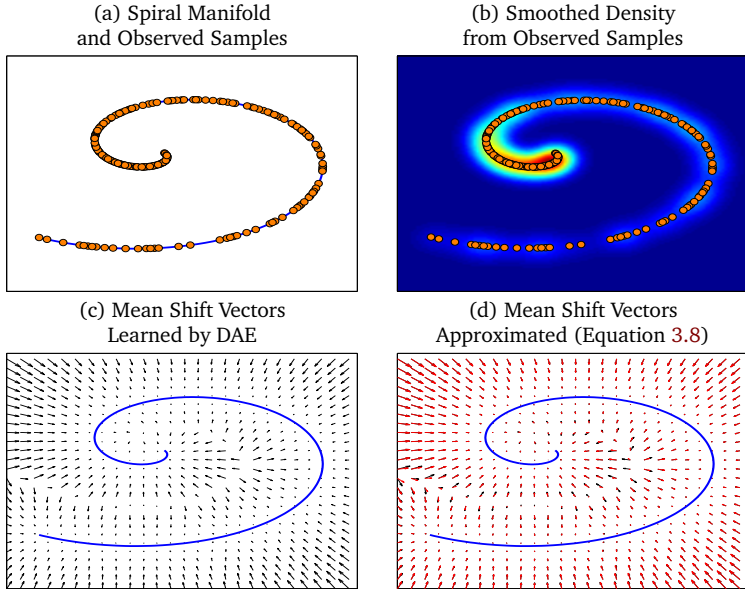 (a) Spiral Manifold
and Observed Samples
(b) Smoothed Density
from Observed Samples
(c) Mean Shift Vectors
Learned by DAE
(d) Mean Shift Vectors
Approximated (Equation 3.8)